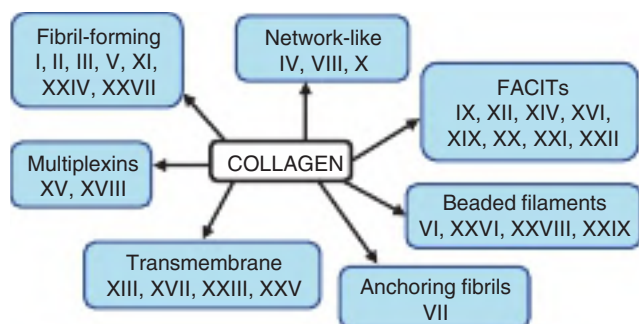 Fibril-forming
I, II, III, V, XI,
XXIV, XXVII
Network-like
IV, VIII, X
FACITs
IX, XII, XIV, XVI,
XIX, XX, XXI, XXII
Multiplexins
XV, XVIII
COLLAGEN
Beaded filaments
VI, XXVI, XXVIII, XXIX
Transmembrane
XIII, XVII, XXIII, XXV
Anchoring fibrils
VII